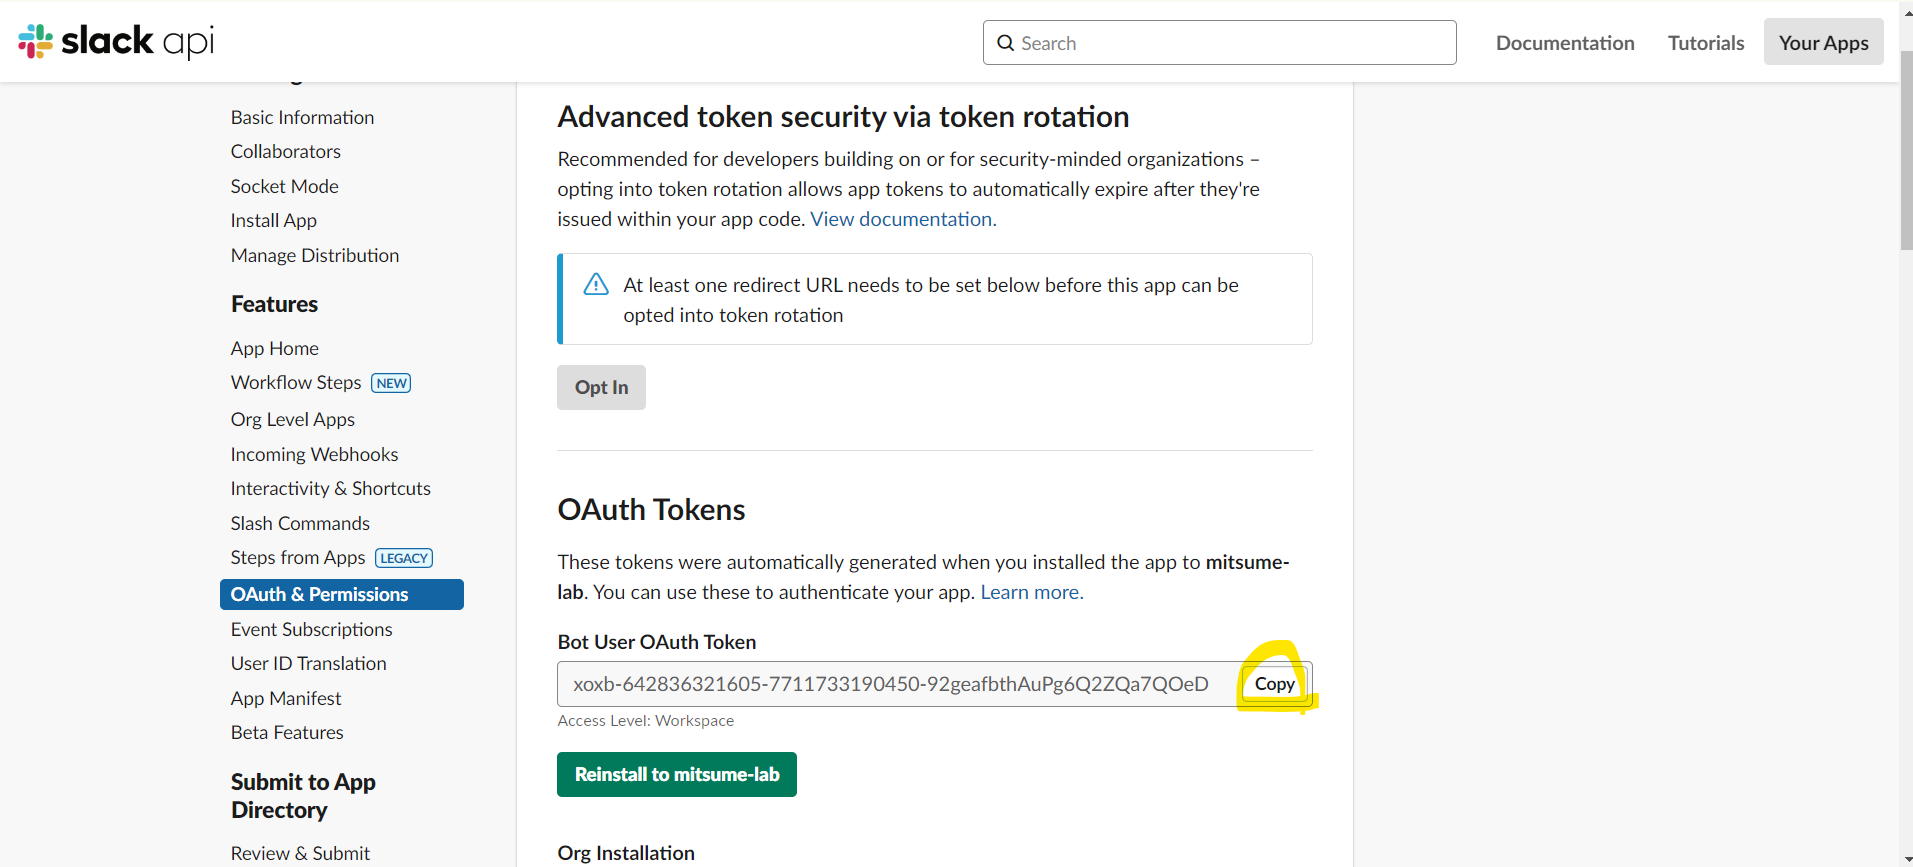 slack api
Search
Documentation
Tutorials
Your Apps
Basic Information
Collaborators
Socket Mode
Install App
Manage Distribution
Features
App Home
Workflow Steps NEW
Org Level Apps
Incoming Webhooks
Interactivity & Shortcuts
Slash Commands
Steps from Apps LEGACY
OAuth & Permissions
Event Subscriptions
User ID Translation
App Manifest
Beta Features
Submit to App
Directory
Review & Submit
Advanced token security via token rotation
Recommended for developers building on or for security-minded organizations –
opting into token rotation allows app tokens to automatically expire after they're
issued within your app code. View documentation.
At least one redirect URL needs to be set below before this app can be
opted into token rotation
Opt In
OAuth Tokens
These tokens were automatically generated when you installed the app to mitsume-
lab. You can use these to authenticate your app. Learn more.
Bot User OAuth Token
xoxb-642836321605-7711733190450-92geafbthAuPg6Q2ZQa7QOeD
Copy
Access Level: Workspace
Reinstall to mitsume-lab
Org Installation